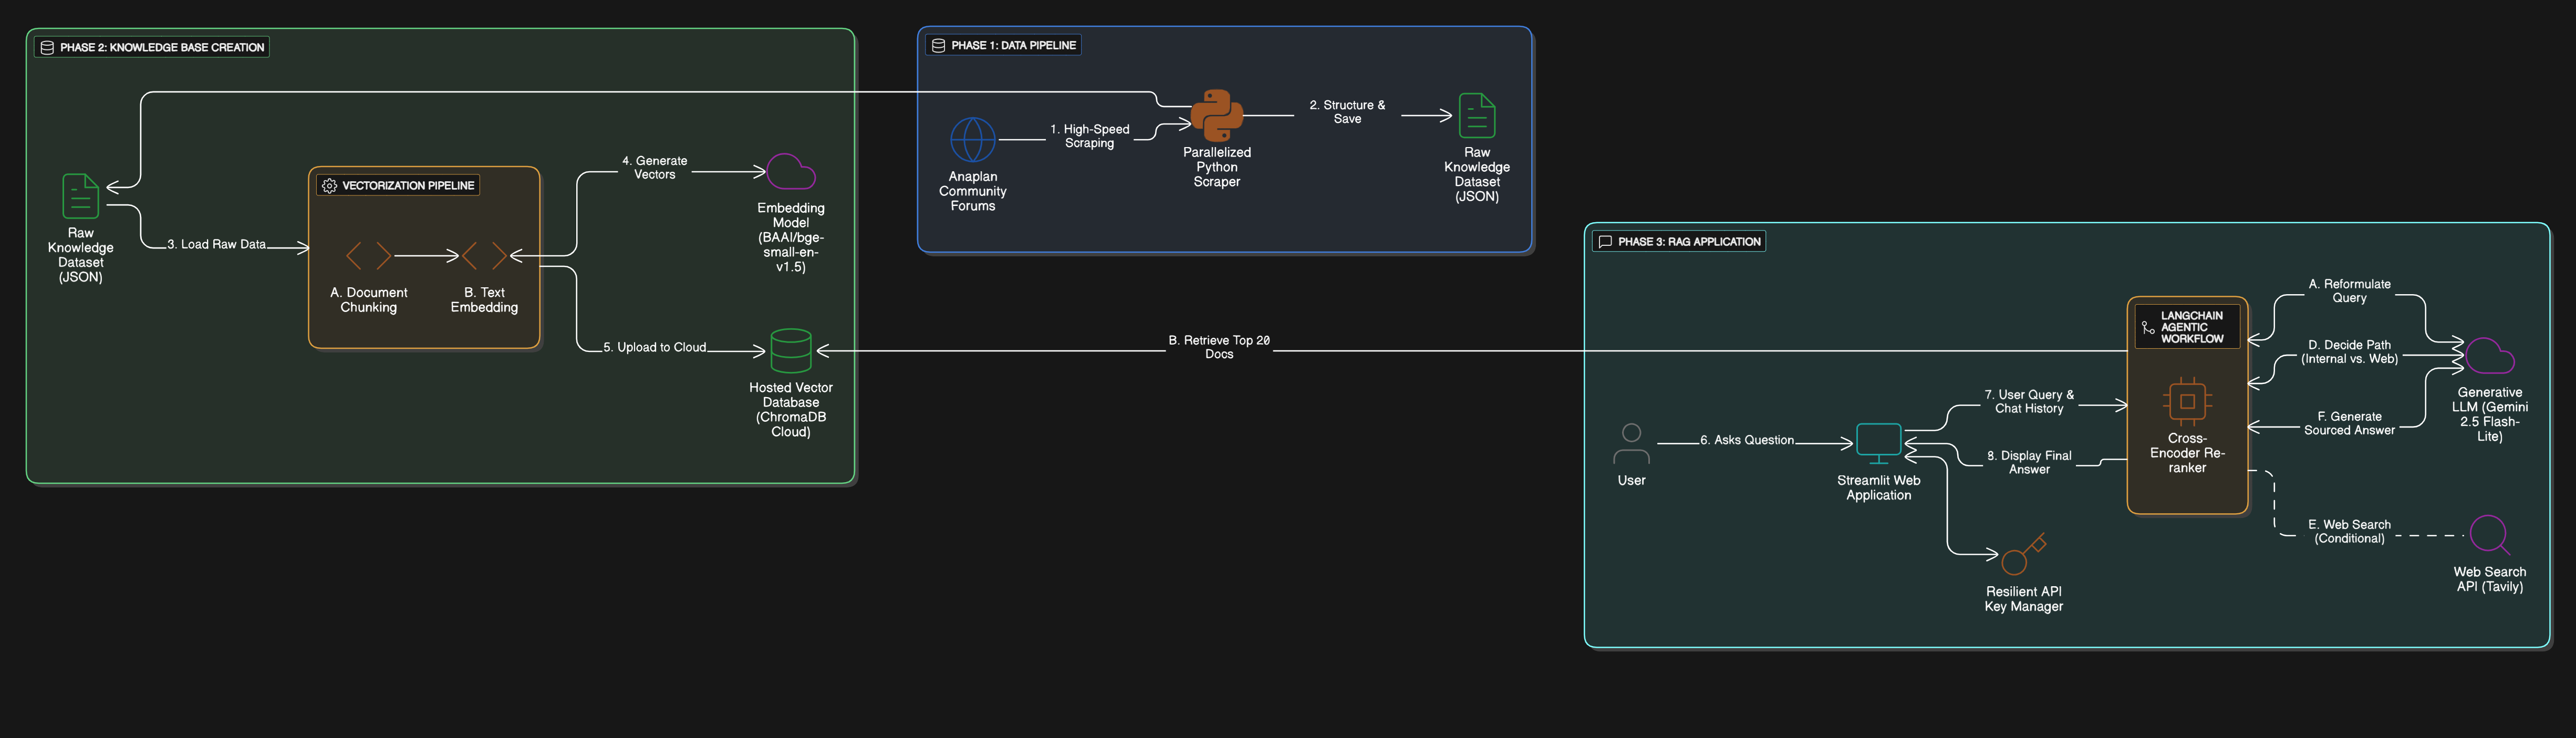 PHASE 2: KNOWLEDGE BASE CREATION
Raw
Knowledge
Dataset
(JSON)
3. Load Raw Data
VECTORIZATION PIPELINE
A. Document
Chunking
B. Text
Embedding
4. Generate
Vectors
Embedding
Model
(BAAI/bge-
small-en-
v1.5)
5. Upload to Cloud
Hosted Vector
Database
(ChromaDB
Cloud)
PHASE 1: DATA PIPELINE
Anaplan
Community
Forums
1. High-Speed
Scraping
Parallelized
Python
Scraper
2. Structure &
Save
Raw
Knowledge
Dataset
(JSON)
B. Retrieve Top 20
Docs
PHASE 3: RAG APPLICATION
User
6. Asks Question
Streamlit Web
Application
7. User Query &
Chat History
8. Display Final
Answer
Resilient API
Key Manager
LANGCHAIN
AGENTIC
WORKFLOW
Cross-
Encoder Re-
ranker
A. Reformulate
Query
D. Decide Path
(Internal vs. Web)
F. Generate
Sourced Answer
E. Web Search
(Conditional)
Generative
LLM (Gemini
2.5 Flash-
Lite)
Web Search
API (Tavily)